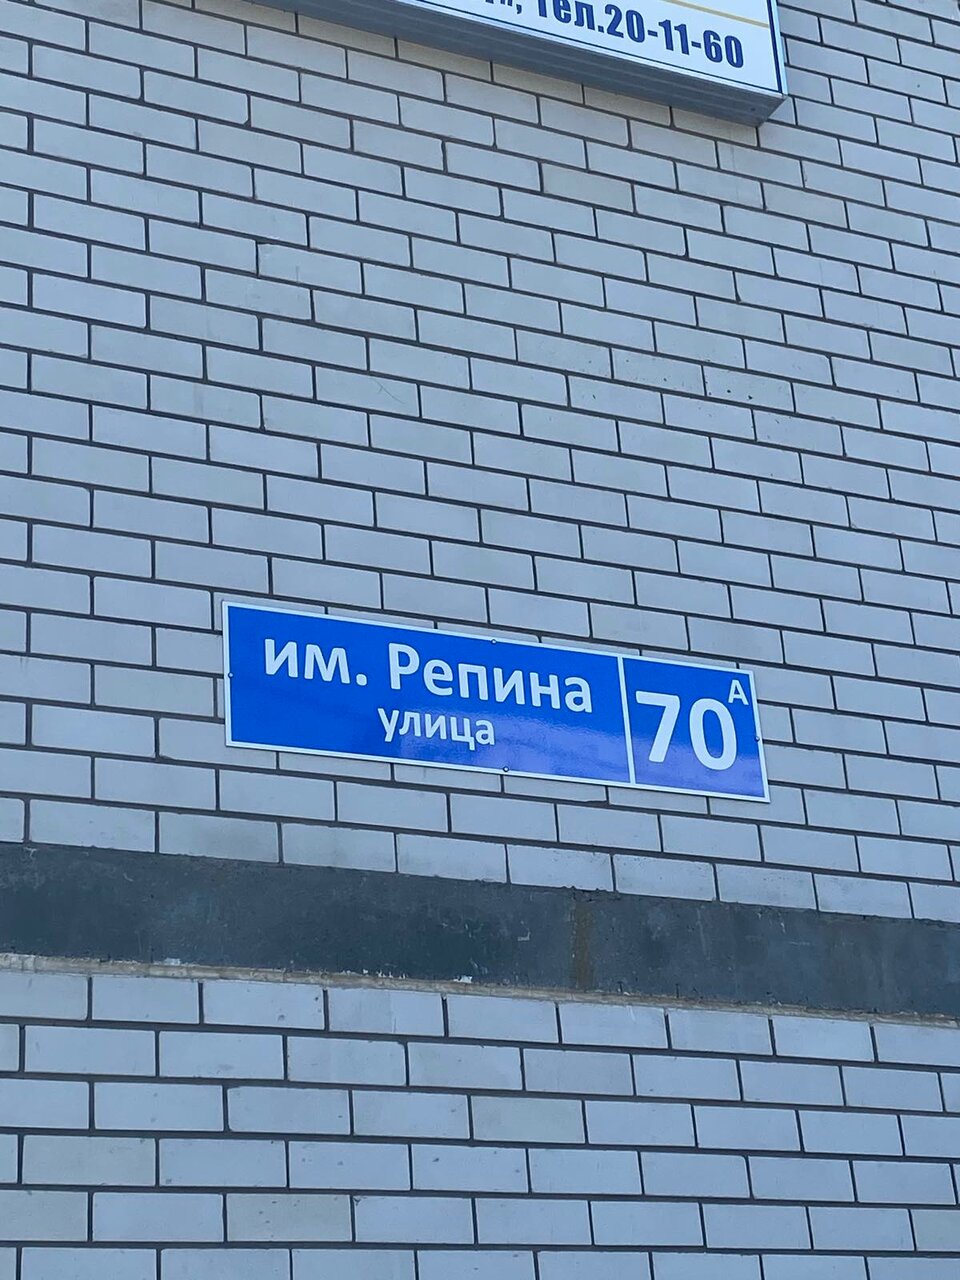 тел.20-11-60
им. Репина
улица
70А